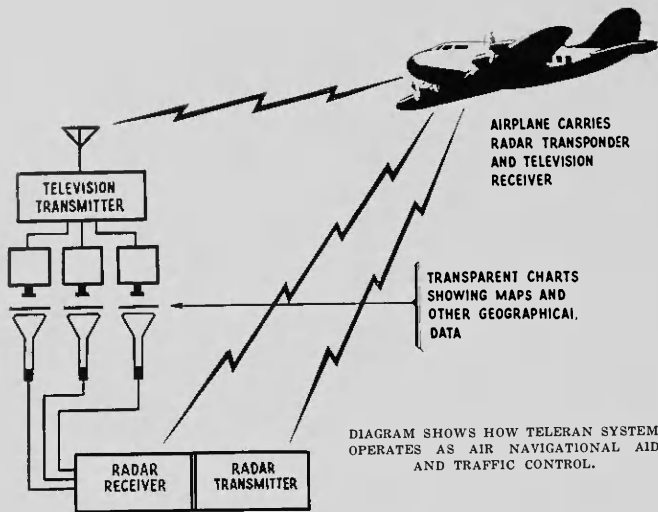 AIRPLANE CARRIES
RADAR TRANSPONDER
AND TELEVISION
RECEIVER
TELEVISION
TRANSMITTER
TRANSPARENT CHARTS
SHOWING MAPS AND
OTHER GEOGRAPHICAL
DATA
DIAGRAM SHOWS HOW TELERAN SYSTEM
OPERATES AS AIR NAVIGATIONAL AID
AND TRAFFIC CONTROL.
RADAR
RECEIVER
RADAR
TRANSMITTER